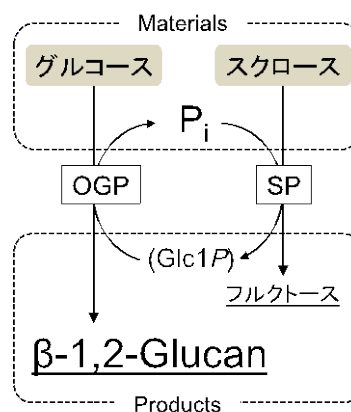 Materials
グルコース スクロース
Pi
OGP SP
(Glc1P)
フルクトース
β-1,2-Glucan
Products